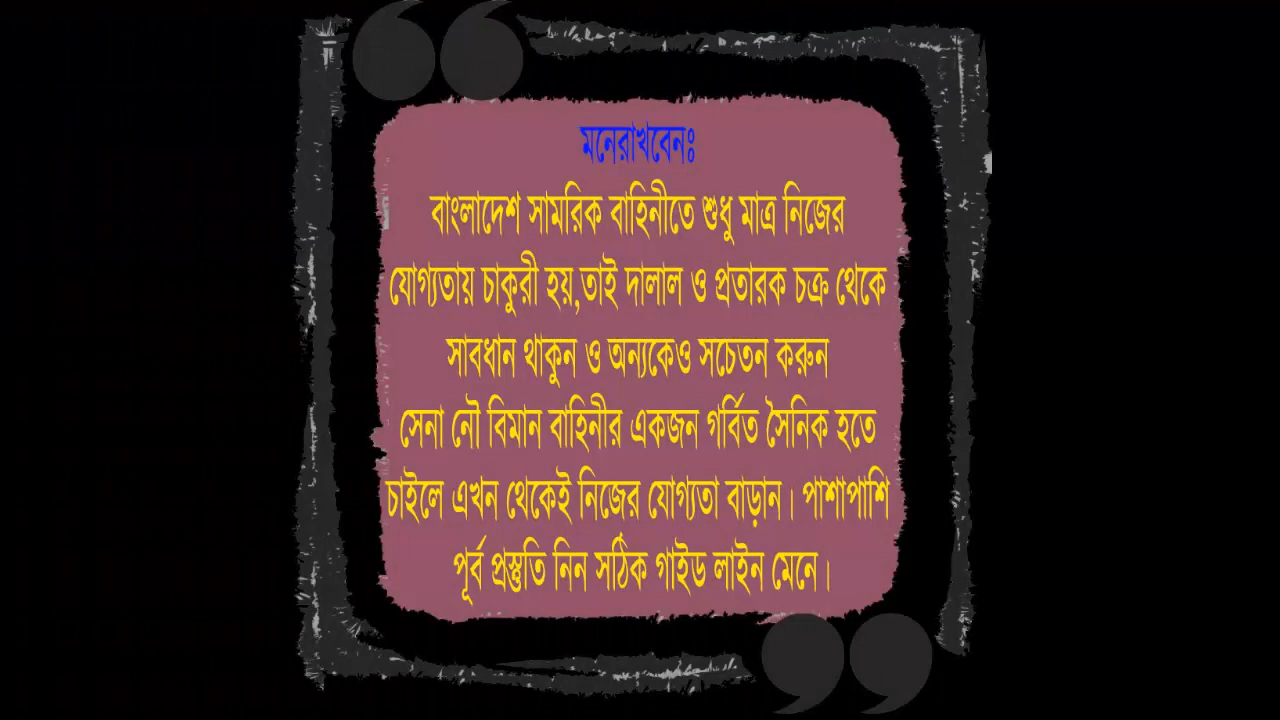 মনেরাখবেনঃ
বাংলাদেশ সামরিক বাহিনীতে শুধু মাত্র নিজের
যোগ্যতায় চাকুরী হয়,তাই দালাল ও প্রতারক চক্র থেকে
সাবধান থাকুন ও অন্যকেও সচেতন করুন
সেনা নৌ বিমান বাহিনীর একজন গর্বিত সৈনিক হতে
চাইলে এখন থেকেই নিজের যোগ্যতা বাড়ান। পাশাপাশি
পূর্ব প্রস্তুতি নিন সঠিক গাইড লাইন মেনে।